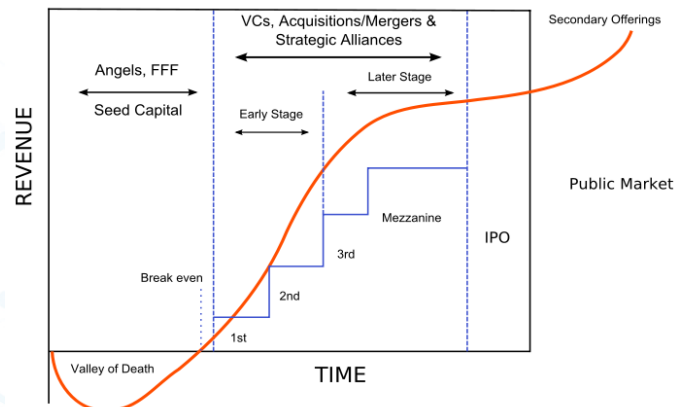 Secondary Offerings
VCs, Acquisitions/Mergers &
Strategic Alliances
Angels, FFF
Seed Capital
Later Stage
Early Stage
REVENUE
Public Market
Mezzanine
IPO
3rd
Break even
2nd
1st
Valley of Death
TIME